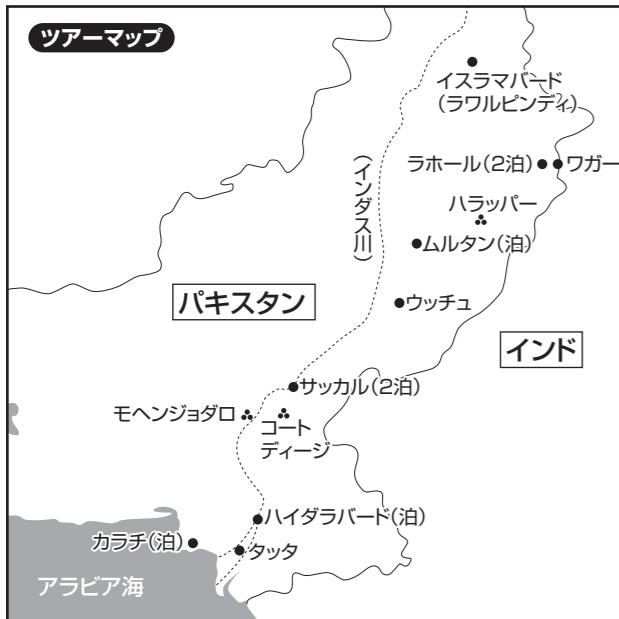 ツアーマップ
イスラマバード
(ラワルピンディ)
ラホール(2泊)
ワガー
(インダス川)
ハラッパー
ムルタン(泊)
ウッチュ
パキスタン
インド
サッカル(2泊)
モヘンジョダロ
コート
ディージ
ハイダラバード(泊)
カラチ(泊)
タッタ
アラビア海